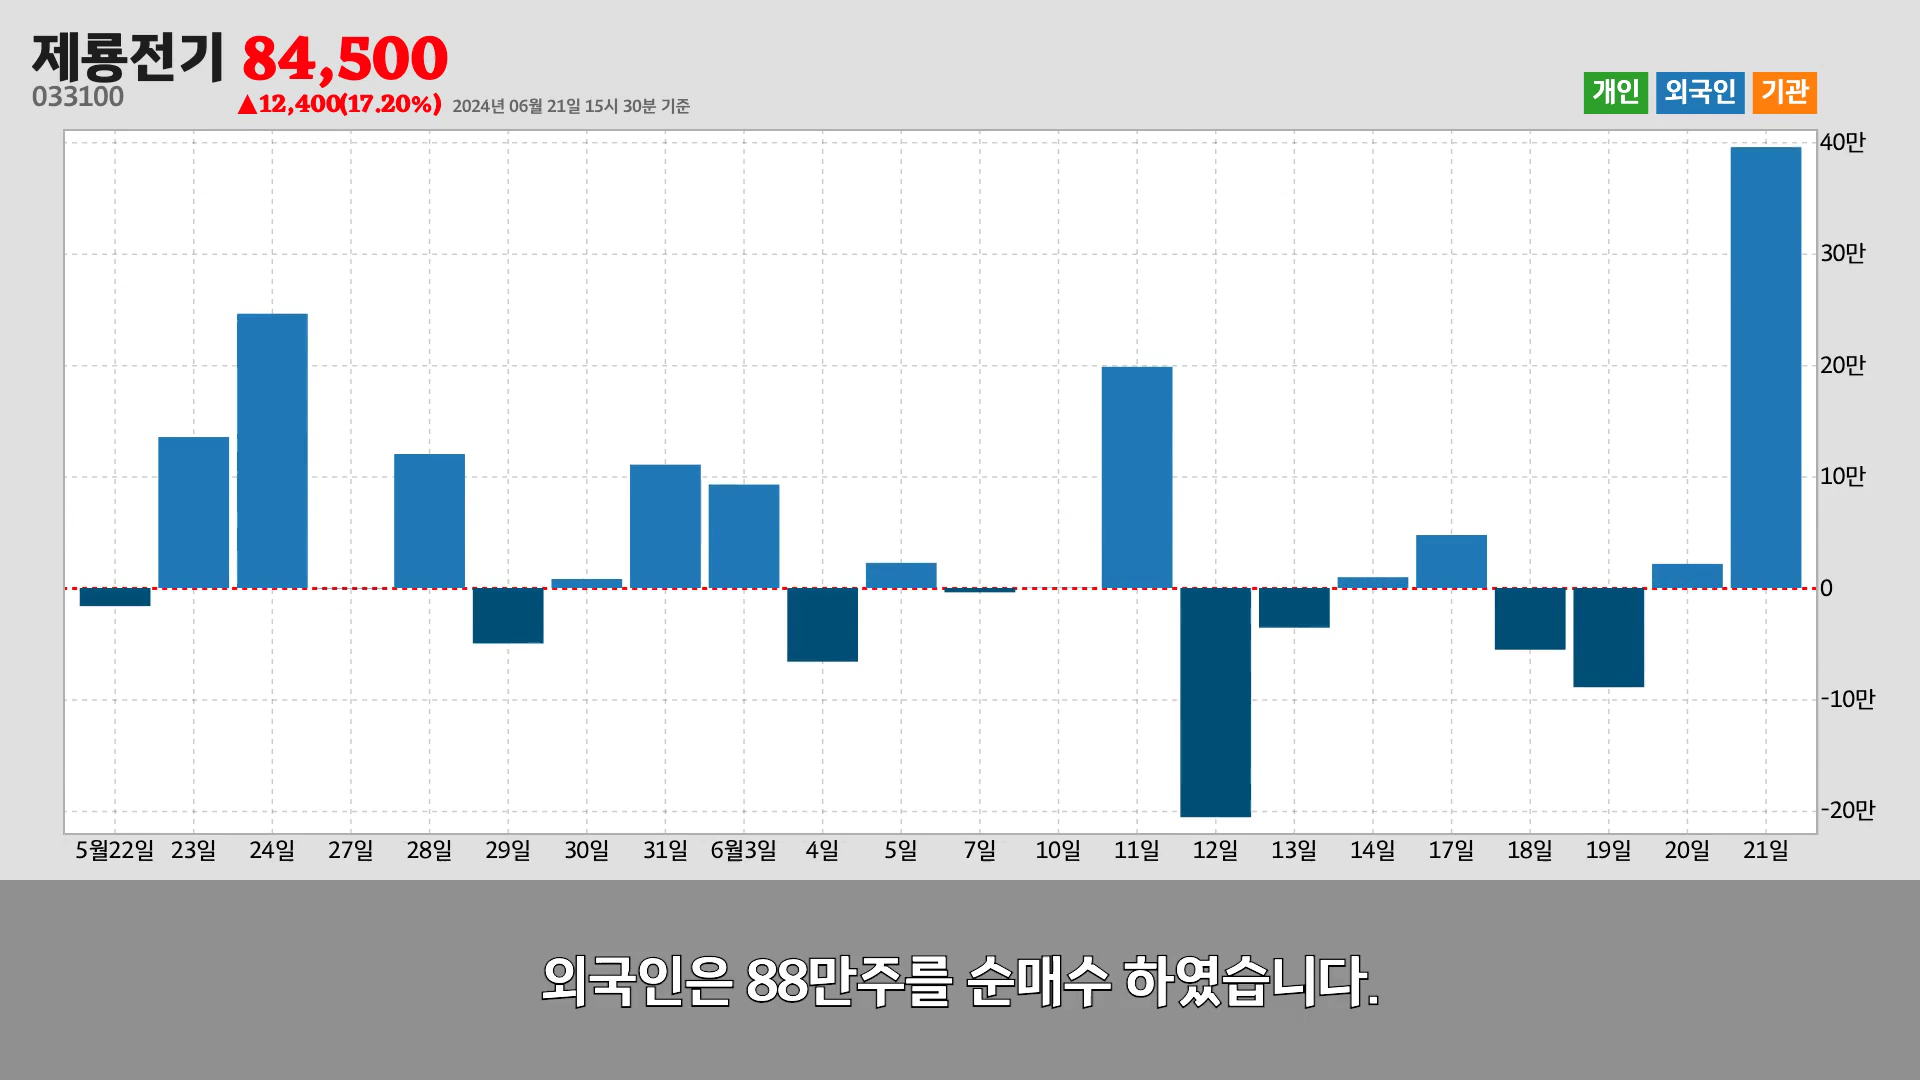 제룡전기 84,500
033100
▲12,400(17.20%) 2024년 06월 21일 15시 30분 기준
개인 외국인 기관
40만
30만
20만
10만
0
-10만
-20만
5월22일 23일 24일 27일 28일 29일 30일 31일 6월3일 4일 5일 7일 10일 11일 12일 13일 14일 17일 18일 19일 20일 21일
외국인은 88만주를 순매수 하였습니다.